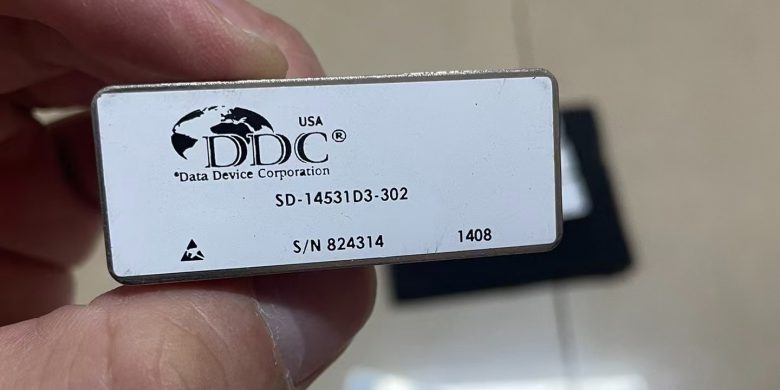 USA
DDC®
*Data Device Corporation
SD-14531D3-302
S/N 824314 1408